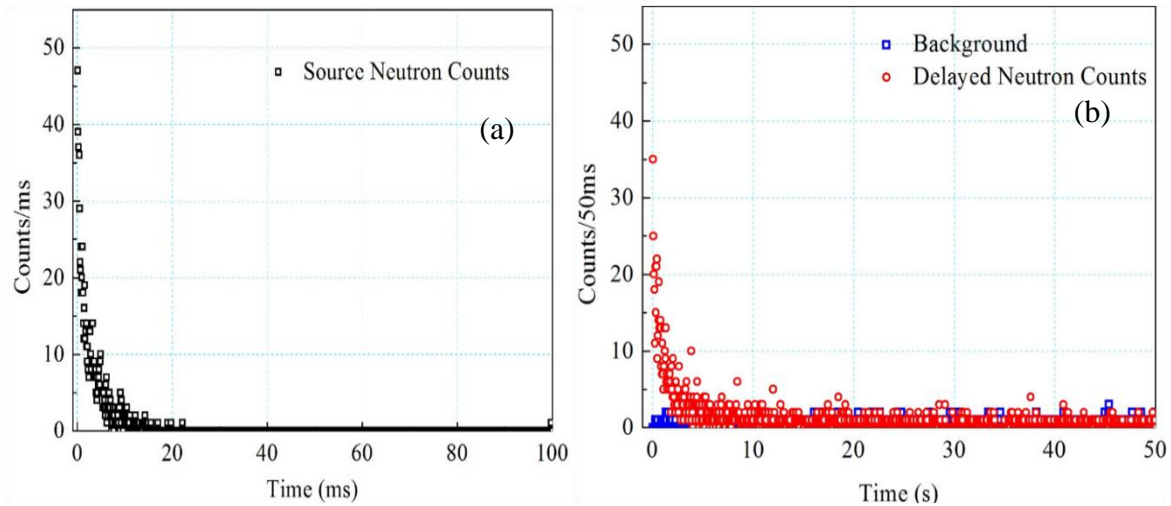 50
40
30
20
10
0
Counts/ms
Source Neutron Counts
(a)
0 20 40 60 80 100
Time (ms)
50
40
30
20
10
0
Counts/50ms
Background
Delayed Neutron Counts
(b)
0 10 20 30 40 50
Time (s)